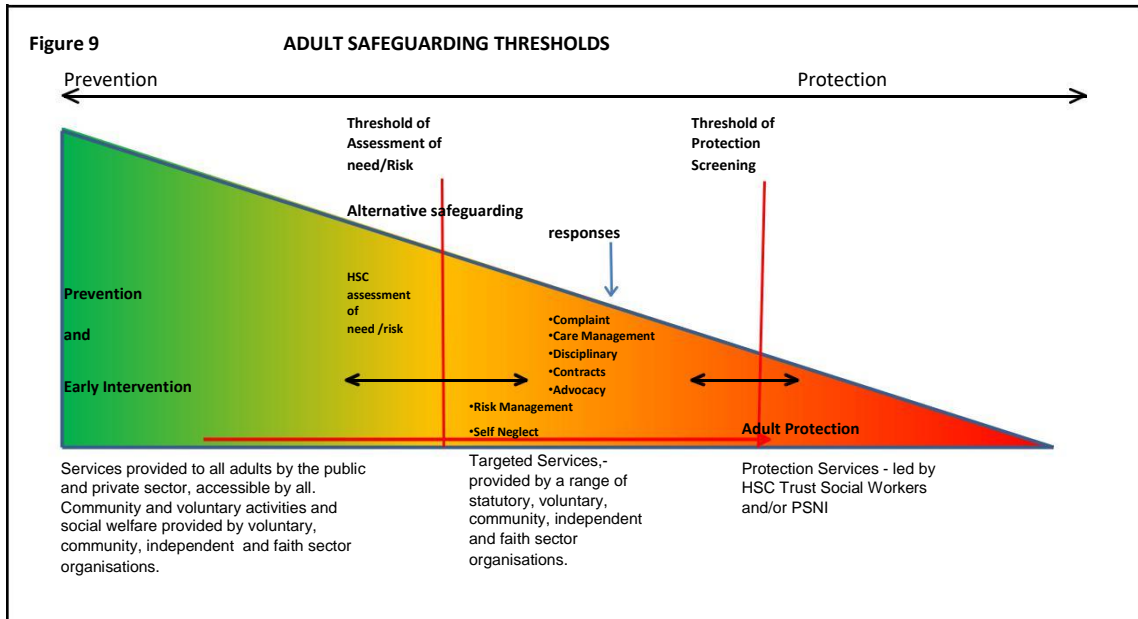 Figure 9
ADULT SAFEGUARDING THRESHOLDS
Prevention
Protection
Threshold of
Assessment of
need/Risk
Threshold of
Protection
Screening
Alternative safeguarding
responses
HSC
assessment
of
need /risk
Prevention
and
Early Intervention
•Complaint
•Care Management
•Disciplinary
•Contracts
•Advocacy
•Risk Management
•Self Neglect
Adult Protection
Services provided to all adults by the public
and private sector, accessible by all.
Community and voluntary activities and
social welfare provided by voluntary,
community, independent and faith sector
organisations.
Targeted Services,-
provided by a range of
statutory, voluntary,
community, independent
and faith sector
organisations.
Protection Services - led by
HSC Trust Social Workers
and/or PSNI